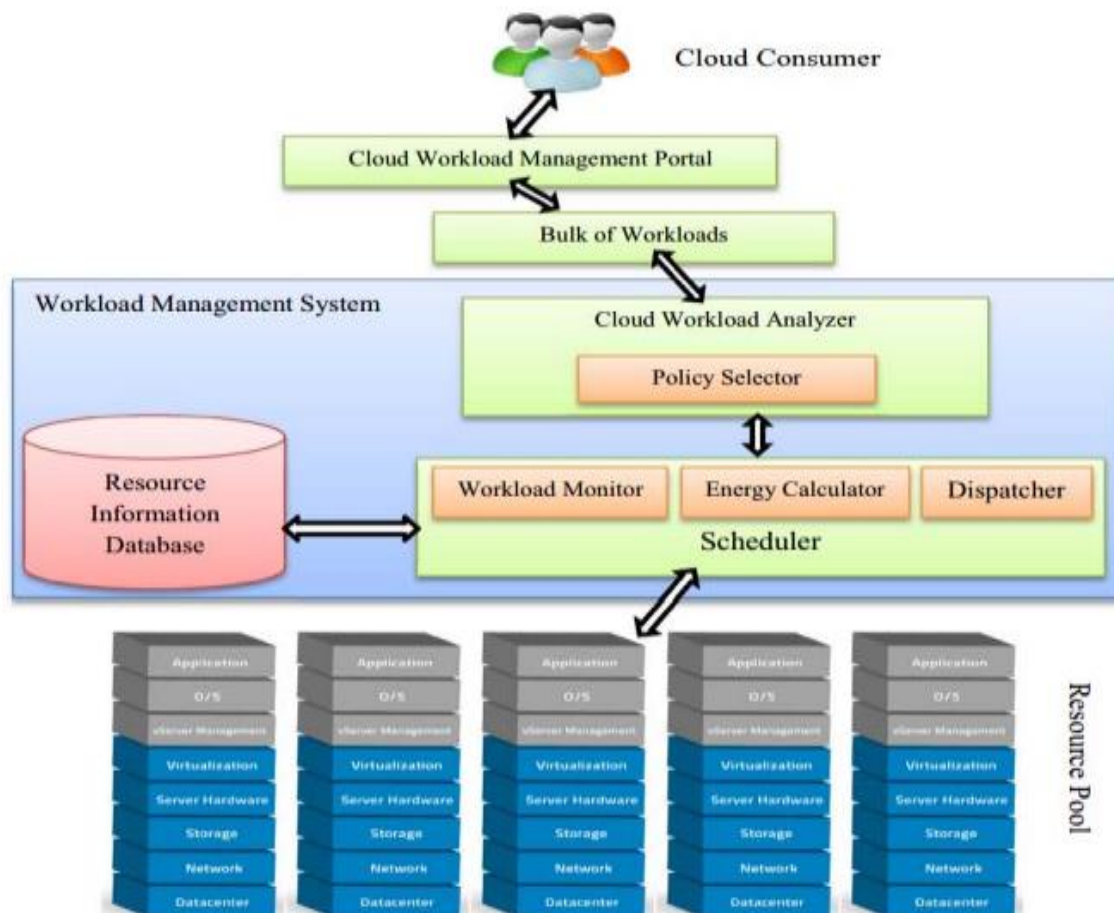 Cloud Consumer
Cloud Workload Management Portal
Bulk of Workloads
Workload Management System
Cloud Workload Analyzer
Policy Selector
Resource
Information
Database
Workload Monitor
Energy Calculator
Dispatcher
Scheduler
Application
Application
Application
Application
Application
O/S
O/S
O/S
O/S
O/S
vServer Management
vServer Management
vServer Management
vServer Management
vServer Management
Virtualization
Virtualization
Virtualization
Virtualization
Virtualization
Server Hardware
Server Hardware
Server Hardware
Server Hardware
Server Hardware
Storage
Storage
Storage
Storage
Storage
Network
Network
Network
Network
Network
Datacenter
Datacenter
Datacenter
Datacenter
Datacenter
Resource Pool